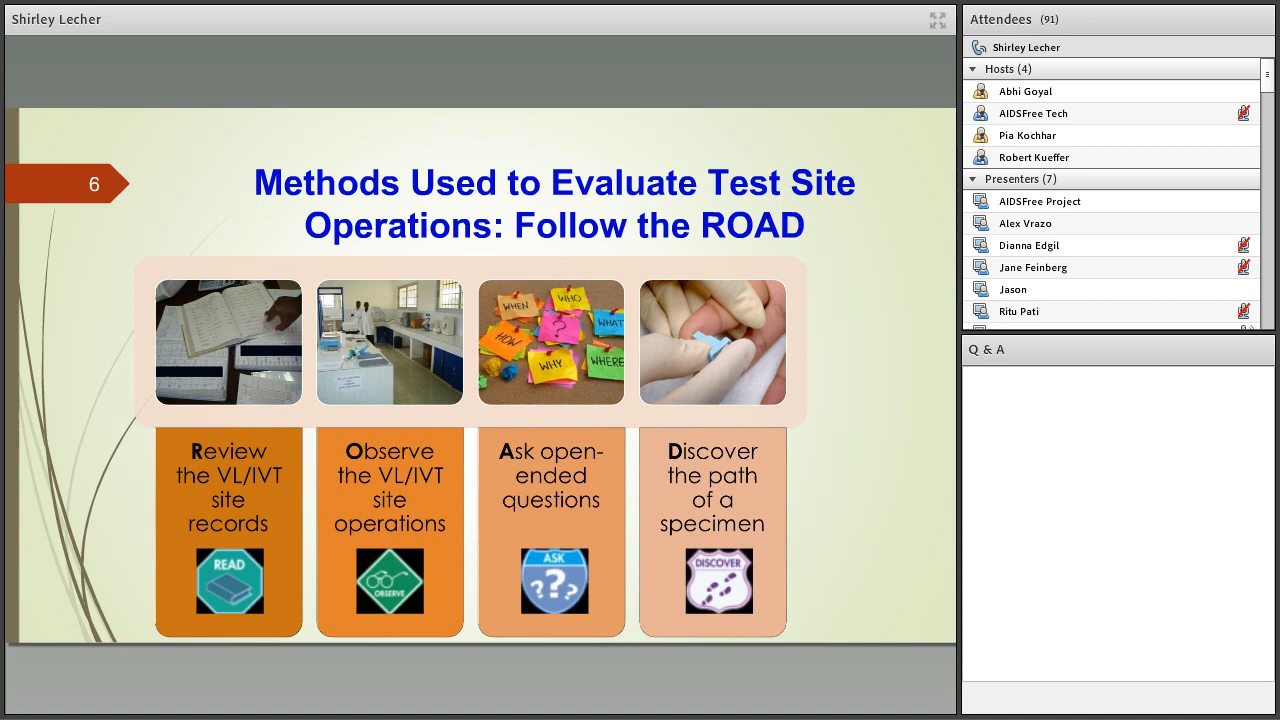 Shirley Lecher
6
Methods Used to Evaluate Test Site
Operations: Follow the ROAD
WHEN
WHO
HOW
?
WHAT
WHY
WHERE
Review
the VL/IVT
site
records
READ
Observe
the VL/IVT
site
operations
OBSERVE
Ask open-
ended
questions
ASK
???
Discover
the path
of a
specimen
DISCOVER
Attendees (91)
Shirley Lecher
Hosts (4)
Abhi Goyal
AIDSFree Tech
Pia Kochhar
Robert Kueffer
Presenters (7)
AIDSFree Project
Alex Vrazo
Dianna Edgil
Jane Feinberg
Jason
Ritu Pati
Q & A